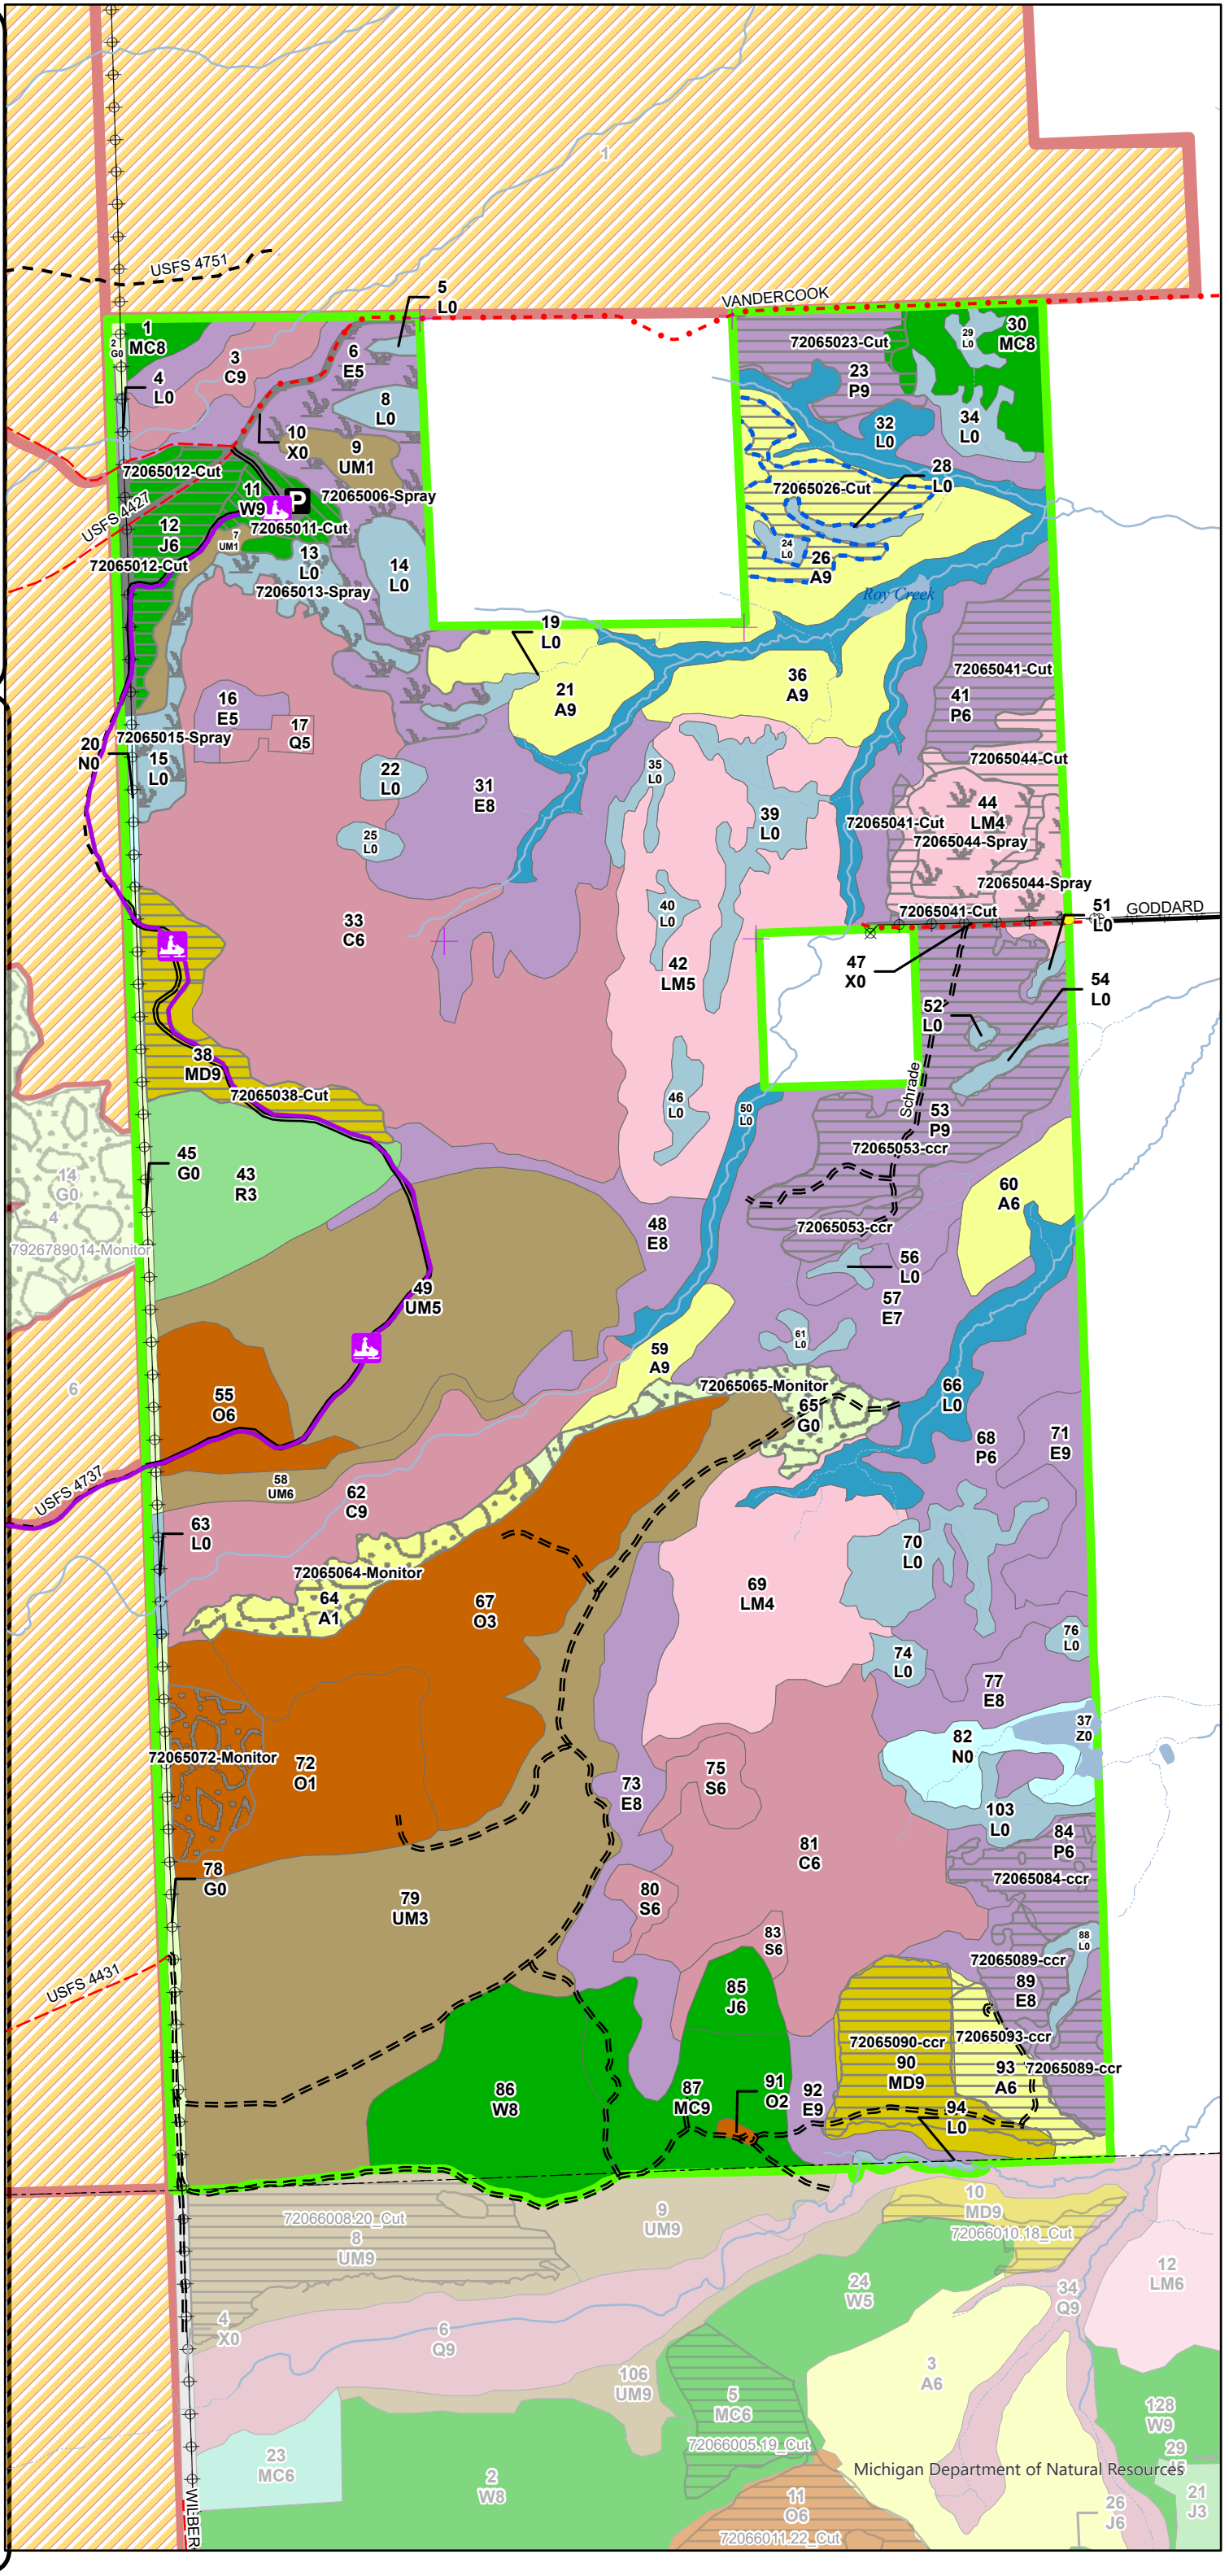 1
USFS 4751
5
L0
VANDERCOOK
1
MC8
2
G0
3
C9
6
E5
4
L0
8
L0
10
X0
9
UM1
72065023-Cut
23
P9
29
L0
30
MC8
32
L0
34
L0
28
L0
72065012-Cut
USFS 4427
11
W9
P
72065006-Spray
72065011-Cut
12
J6
7
UM1
13
L0
72065012-Cut
72065013-Spray
14
L0
72065026-Cut
24
L0
26
A9
Roy Creek
19
L0
21
A9
36
A9
72065041-Cut
41
P6
16
E5
17
Q5
20
N0
72065015-Spray
15
L0
22
L0
25
L0
31
E8
35
L0
39
L0
72065044-Cut
44
LM4
72065041-Cut
72065044-Spray
72065044-Spray
72065041-Cut
51
L0
GODDARD
33
C6
40
L0
42
LM5
47
X0
52
L0
54
L0
38
MD9
72065038-Cut
46
L0
50
L0
Schrade
53
P9
72065053-ccr
45
G0
43
R3
14
G0
4
7926789014-Monitor
60
A6
48
E8
72065053-ccr
56
L0
57
E7
49
UM5
61
L0
59
A9
6
55
O6
72065065-Monitor
65
G0
66
L0
68
P6
71
E9
USFS 4737
58
UM6
62
C9
63
L0
72065064-Monitor
64
A1
67
O3
69
LM4
70
L0
74
L0
76
L0
77
E8
72065072-Monitor
72
O1
75
S6
73
E8
82
N0
37
Z0
103
L0
84
P6
72065084-ccr
81
C6
78
G0
79
UM3
80
S6
83
S6
88
L0
USFS 4431
72065089-ccr
89
E8
85
J6
72065090-ccr
90
MD9
72065093-ccr
93
A6
72065089-ccr
86
W8
87
MC9
91
O2
92
E9
94
L0
72066008.20_Cut
8
UM9
9
UM9
10
MD9
72066010.18_Cut
24
W5
34
Q9
12
LM6
4
X0
6
Q9
106
UM9
3
A6
5
MC6
72066005.19_Cut
128
W9
23
MC6
2
W8
29
J5
Michigan Department of Natural Resources
11
O6
72066011.22_Cut
26
J6
21
J3
WILBER